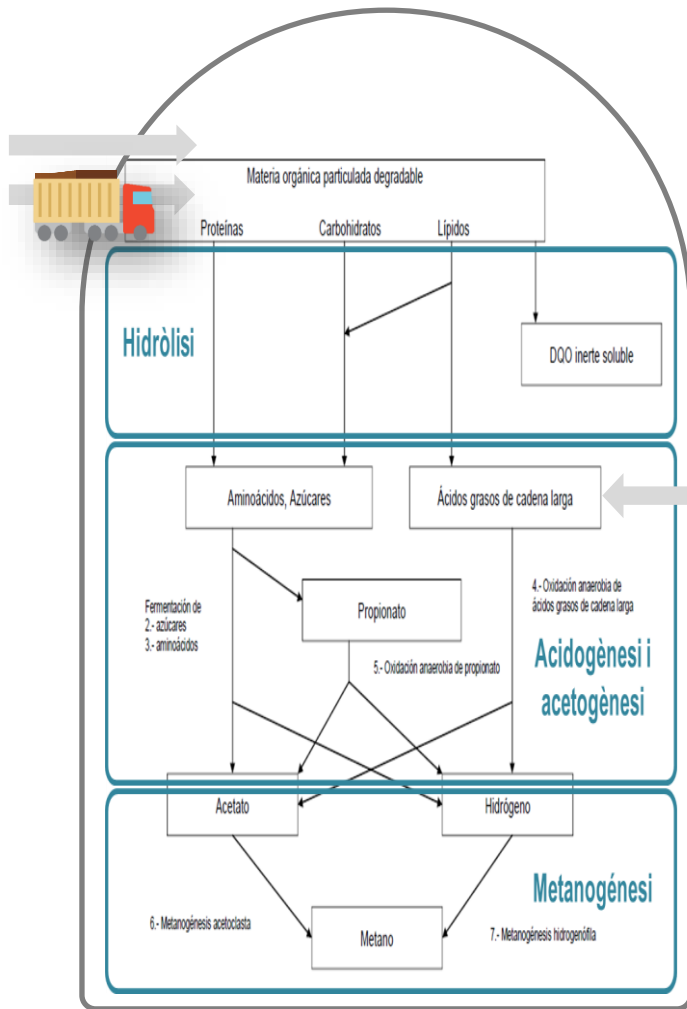 Materia orgánica particulada degradable
Proteínas Carbohidratos Lípidos
Hidròlisi
DQO inerte soluble
Aminoácidos, Azúcares
Ácidos grasos de cadena larga
4.- Oxidación anaerobia de
ácidos grasos de cadena larga
Fermentación de
2.- azúcares
3.- aminoácidos
Propionato
5.- Oxidación anaerobia de propionato
Acidogènesi i
acetogènesi
Acetato
Hidrógeno
Metanogénesi
6.- Metanogénesis acetoclasta
Metano
7.- Metanogénesis hidrogenófila